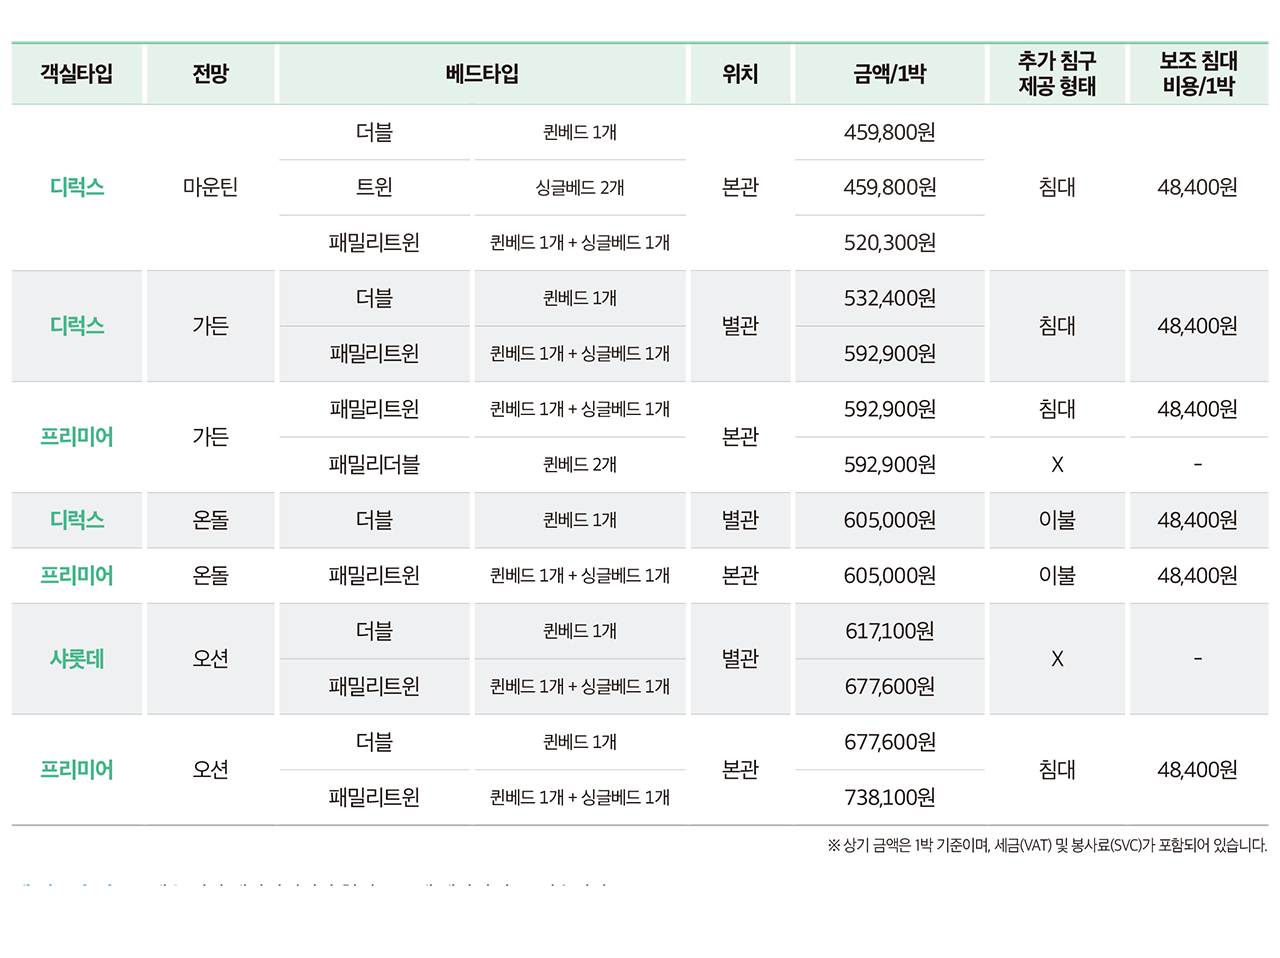 객실타입 전망 베드타입 위치 금액/1박 추가 침구 제공 형태 보조 침대 비용/1박
더블 퀸베드 1개 459,800원
디럭스 마운틴 트윈 싱글베드 2개 본관 459,800원 침대 48,400원
패밀리트윈 퀸베드 1개 + 싱글베드 1개 520,300원
더블 퀸베드 1개 532,400원
디럭스 가든 별관 침대 48,400원
패밀리트윈 퀸베드 1개 + 싱글베드 1개 592,900원
패밀리트윈 퀸베드 1개 + 싱글베드 1개 592,900원 침대 48,400원
프리미어 가든 본관
패밀리더블 퀸베드 2개 592,900원 X -
디럭스 온돌 더블 퀸베드 1개 별관 605,000원 이불 48,400원
프리미어 온돌 패밀리트윈 퀸베드 1개 + 싱글베드 1개 본관 605,000원 이불 48,400원
더블 퀸베드 1개 617,100원
샤롯데 오션 별관 X -
패밀리트윈 퀸베드 1개 + 싱글베드 1개 677,600원
더블 퀸베드 1개 677,600원
프리미어 오션 본관 침대 48,400원
패밀리트윈 퀸베드 1개 + 싱글베드 1개 738,100원
※ 상기 금액은 1박 기준이며, 세금(VAT) 및 봉사료(SVC)가 포함되어 있습니다.